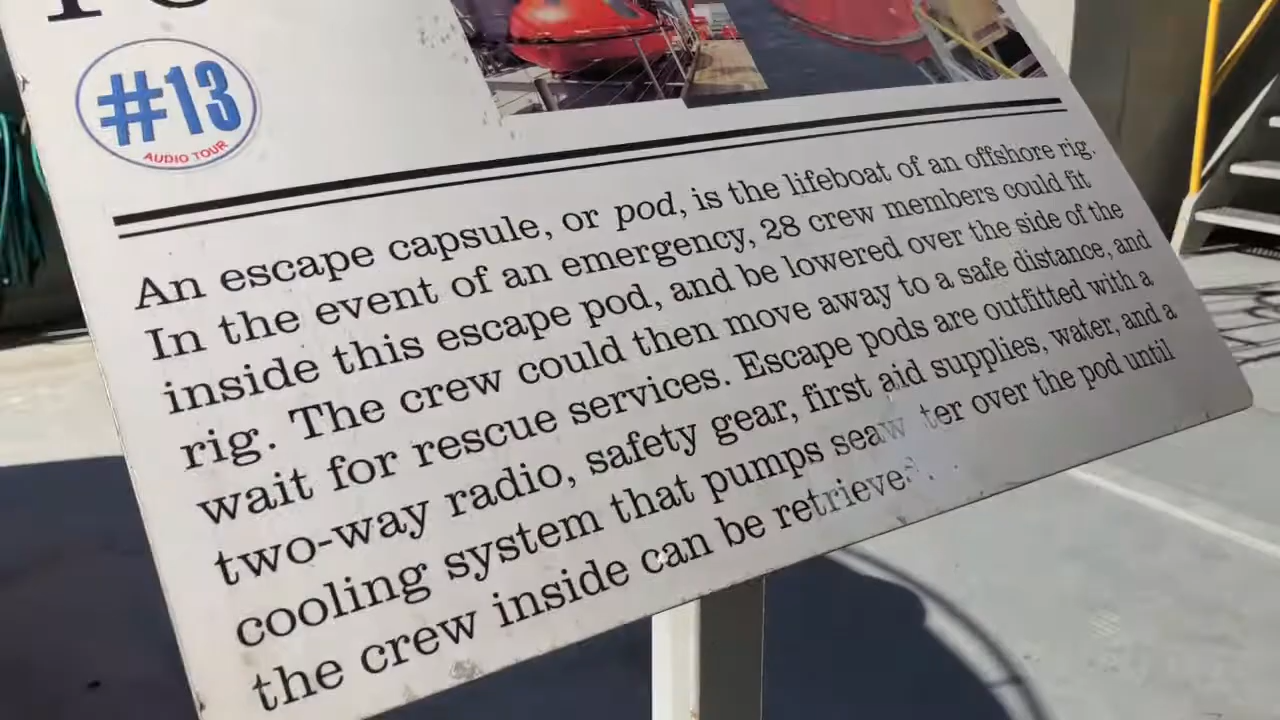 #13
AUDIO TOUR
An escape capsule, or pod, is the lifeboat of an offshore rig.
In the event of an emergency, 28 crew members could fit
inside this escape pod, and be lowered over the side of the
rig. The crew could then move away to a safe distance, and
wait for rescue services. Escape pods are outfitted with a
two-way radio, safety gear, first aid supplies, water, and a
cooling system that pumps seaw ter over the pod until
the crew inside can be retrieve